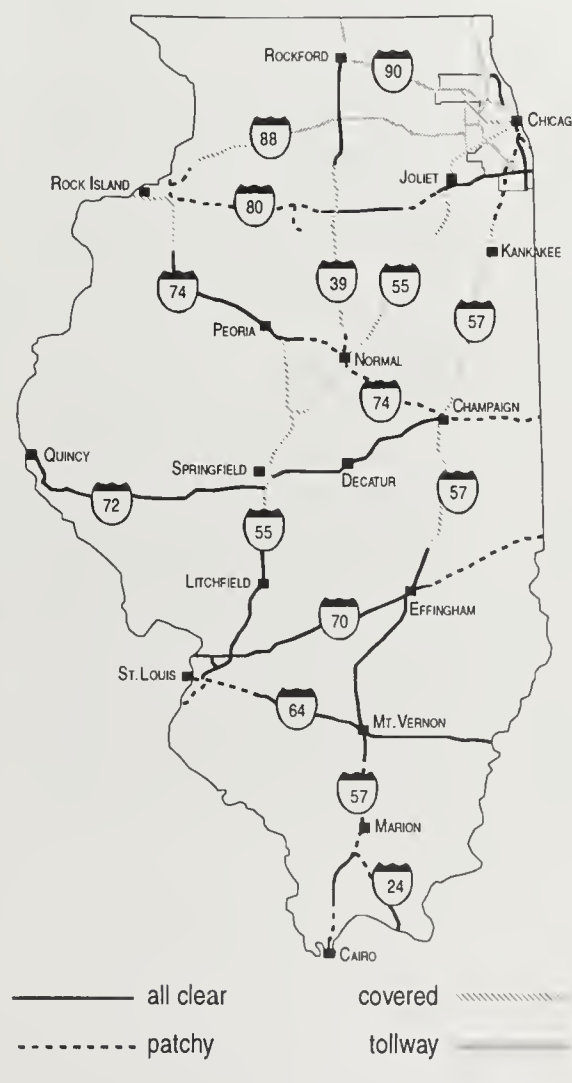 ROCKFORD
90
CHICAG
88
ROCK ISLAND
JOLIET
80
KANKAKEE
74
39
55
57
PEORIA
NORMAL
74
CHAMPAIGN
QUINCY
SPRINGFIELD
DECATUR
57
72
55
LITCHFIELD
EFFINGHAM
70
ST. LOUIS
64
MT. VERNON
57
MARION
24
CAIRO
all clear
covered
patchy
tollway